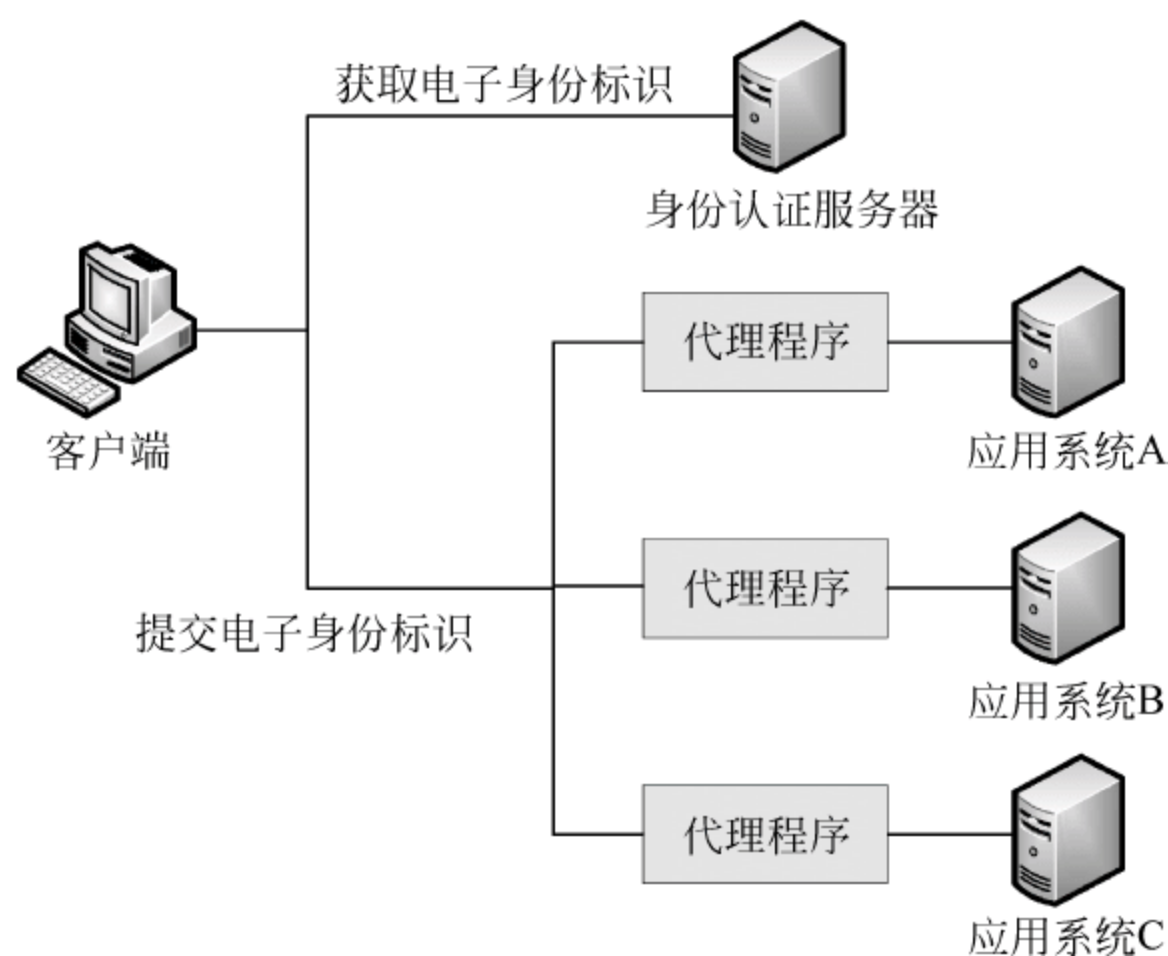 获取电子身份标识
身份认证服务器
代理程序
客户端
应用系统A
代理程序
提交电子身份标识
应用系统B
代理程序
应用系统C